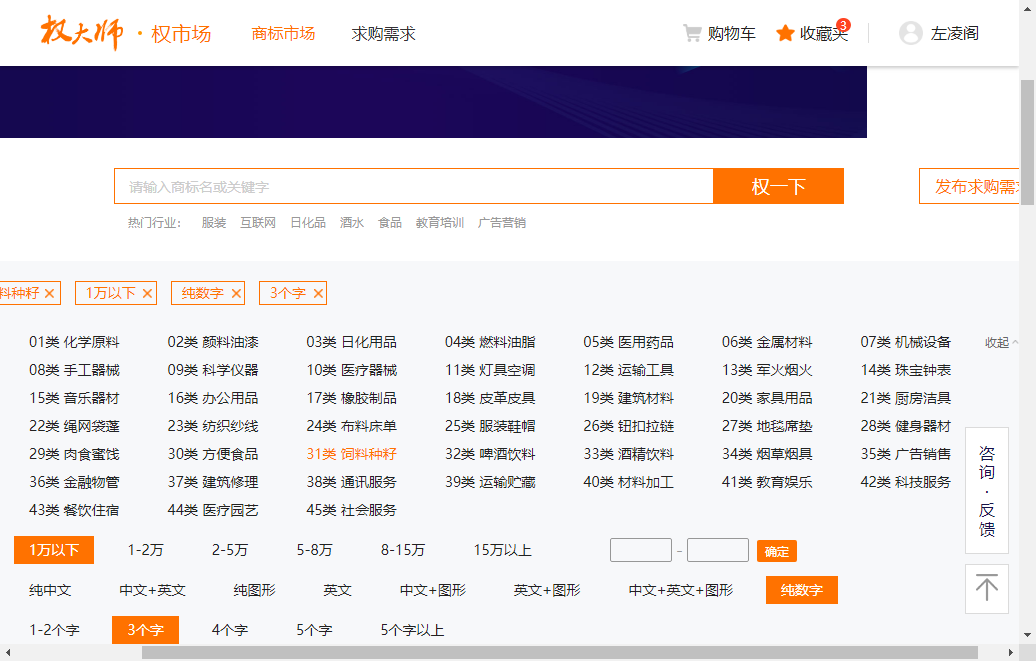 权大师 · 权市场 商标市场 求购需求 购物车 收藏夹 3 左凌阁
请输入商标名或关键字 权一下 发布求购需求
热门行业： 服装 互联网 日化品 酒水 食品 教育培训 广告营销
料种籽 × 1万以下 × 纯数字 × 3个字 ×
01类 化学原料 02类 颜料油漆 03类 日化用品 04类 燃料油脂 05类 医用药品 06类 金属材料 07类 机械设备 收起
08类 手工器械 09类 科学仪器 10类 医疗器械 11类 灯具空调 12类 运输工具 13类 军火烟火 14类 珠宝钟表
15类 音乐器材 16类 办公用品 17类 橡胶制品 18类 皮革皮具 19类 建筑材料 20类 家具用品 21类 厨房洁具
22类 绳网袋蓬 23类 纺织纱线 24类 布料床单 25类 服装鞋帽 26类 钮扣拉链 27类 地毯席垫 28类 健身器材
29类 肉食蜜饯 30类 方便食品 31类 饲料种籽 32类 啤酒饮料 33类 酒精饮料 34类 烟草烟具 35类 广告销售
36类 金融物管 37类 建筑修理 38类 通讯服务 39类 运输贮藏 40类 材料加工 41类 教育娱乐 42类 科技服务
43类 餐饮住宿 44类 医疗园艺 45类 社会服务
1万以下 1-2万 2-5万 5-8万 8-15万 15万以上 - 确定
纯中文 中文+英文 纯图形 英文 中文+图形 英文+图形 中文+英文+图形 纯数字
1-2个字 3个字 4个字 5个字 5个字以上
咨询·反馈